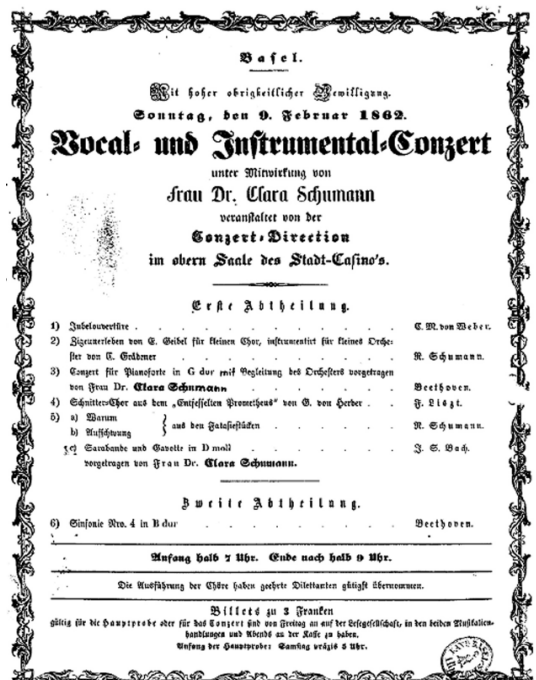 Basel.
Mit hoher obrigkeitlicher Bewilligung.
Sonntag, den 9. Februar 1862.
Vocal- und Instrumental-Conzert
unter Mitwirkung von
Frau Dr. Clara Schumann
veranstaltet von der
Conzert-Direction
im obern Saale des Stadt-Casino's.
Erste Abtheilung.
1) Jubelouvertüre . . . . . . . . C. M. von Weber.
2) Zigeunerleben von E. Geibel für kleinen Chor, instrumentirt für kleines Orche-
ster von C. Grädener . . . . . . . R. Schumann.
3) Conzert für Pianoforte in G dur mit Begleitung des Orchesters vorgetragen
von Frau Dr. Clara Schumann . . . . . Beethoven.
4) Schnitter-Chor aus dem „Entfesselten Prometheus" von G. von Herder . . F. Liszt.
5) a) Warum
b) Aufschwung } aus den Fatasiestücken . . . . R. Schumann.
c) Sarabande und Gavotte in D moll . . . . . J. S. Bach.
vorgetragen von Frau Dr. Clara Schumann.
Zweite Abtheilung.
6) Sinfonie Nro. 4 in B dur . . . . . . Beethoven.
Anfang halb 7 Uhr. Ende nach halb 9 Uhr.
Die Ausführung der Chöre haben geehrte Dilettanten gütigst übernommen.
Billets zu 3 Franken
gültig für die Hauptprobe oder für das Conzert sind von Freitag an auf der Lesegesellschaft, in den beiden Musikalien-
handlungen und Abends an der Kasse zu haben.
Anfang der Hauptprobe: Samstag präzis 5 Uhr.